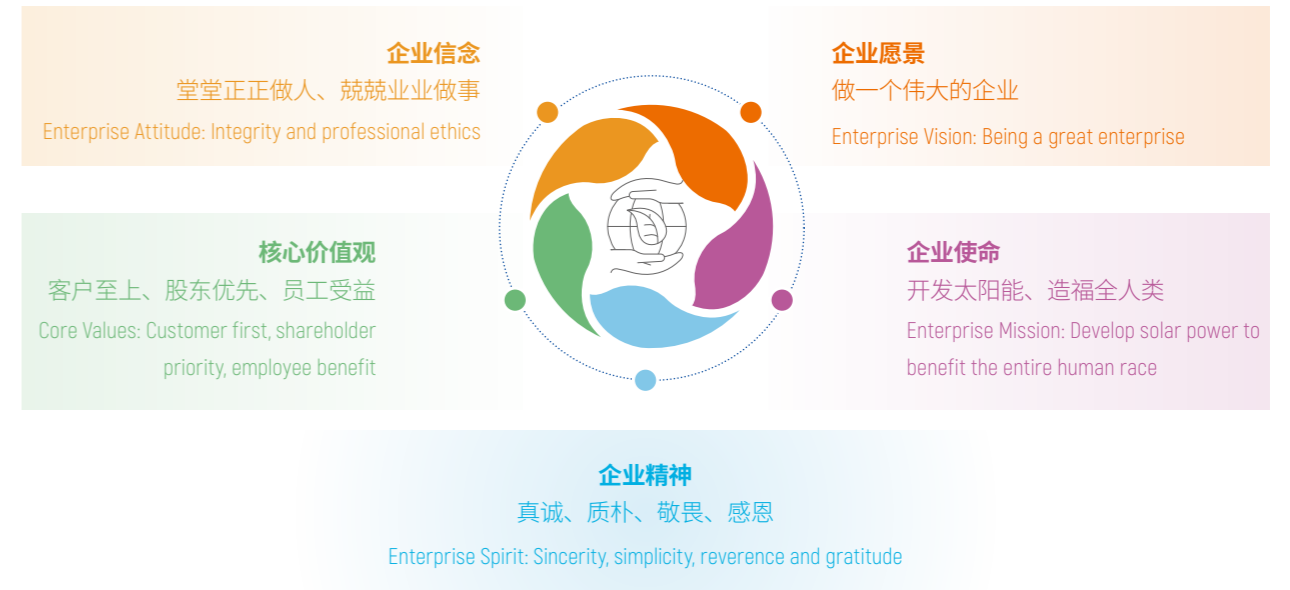 企业信念
堂堂正正做人、兢兢业业做事
Enterprise Attitude: Integrity and professional ethics
企业愿景
做一个伟大的企业
Enterprise Vision: Being a great enterprise
核心价值观
客户至上、股东优先、员工受益
Core Values: Customer first, shareholder
priority, employee benefit
企业使命
开发太阳能、造福全人类
Enterprise Mission: Develop solar power to
benefit the entire human race
企业精神
真诚、质朴、敬畏、感恩
Enterprise Spirit: Sincerity, simplicity, reverence and gratitude